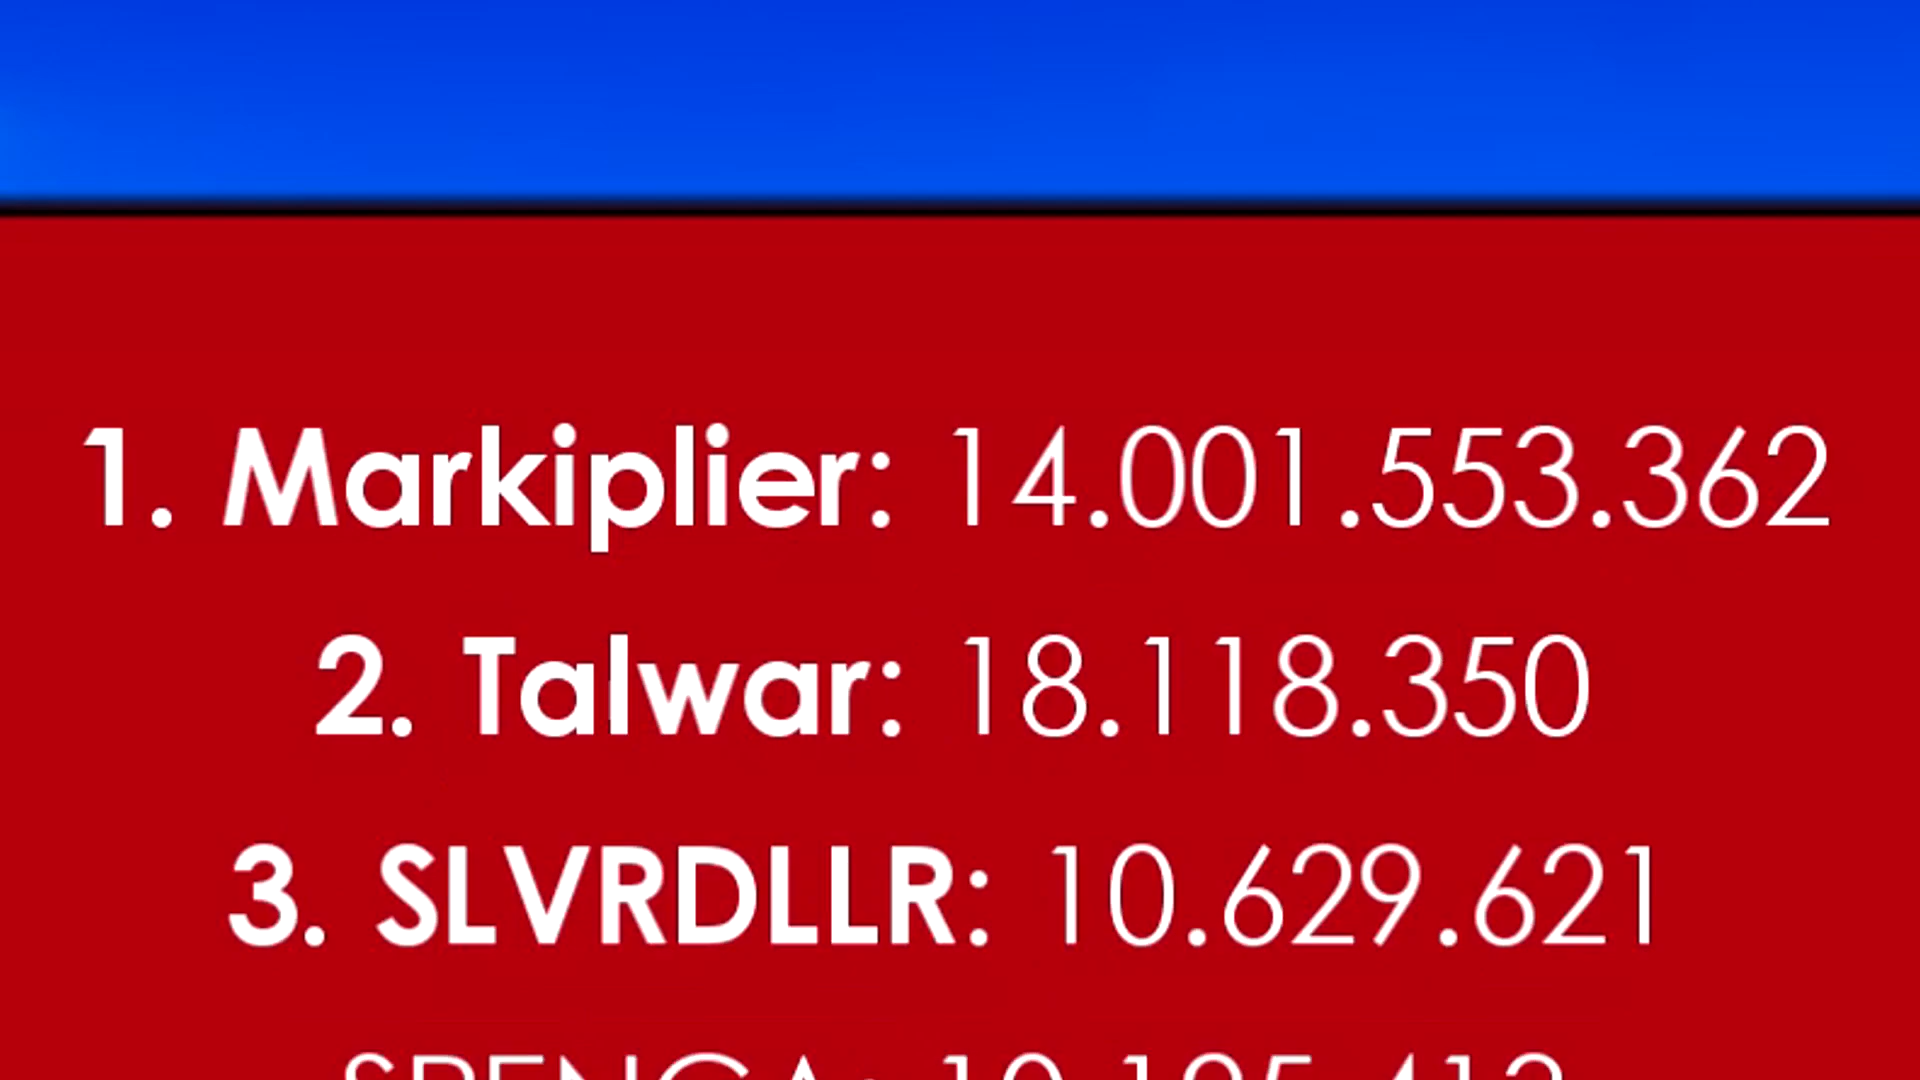 1. Markiplier: 14.001.553.362
2. Talwar: 18.118.350
3. SLVRDLLR: 10.629.621